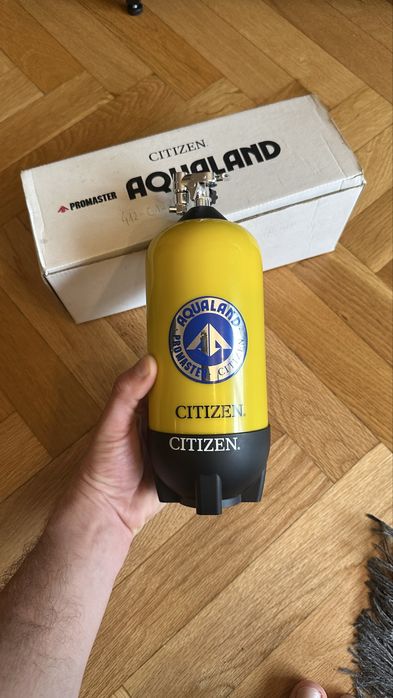 CITIZEN
AQUALAND
PROMASTER
AQUALAND
PROMASTER CITIZEN
CITIZEN
CITIZEN